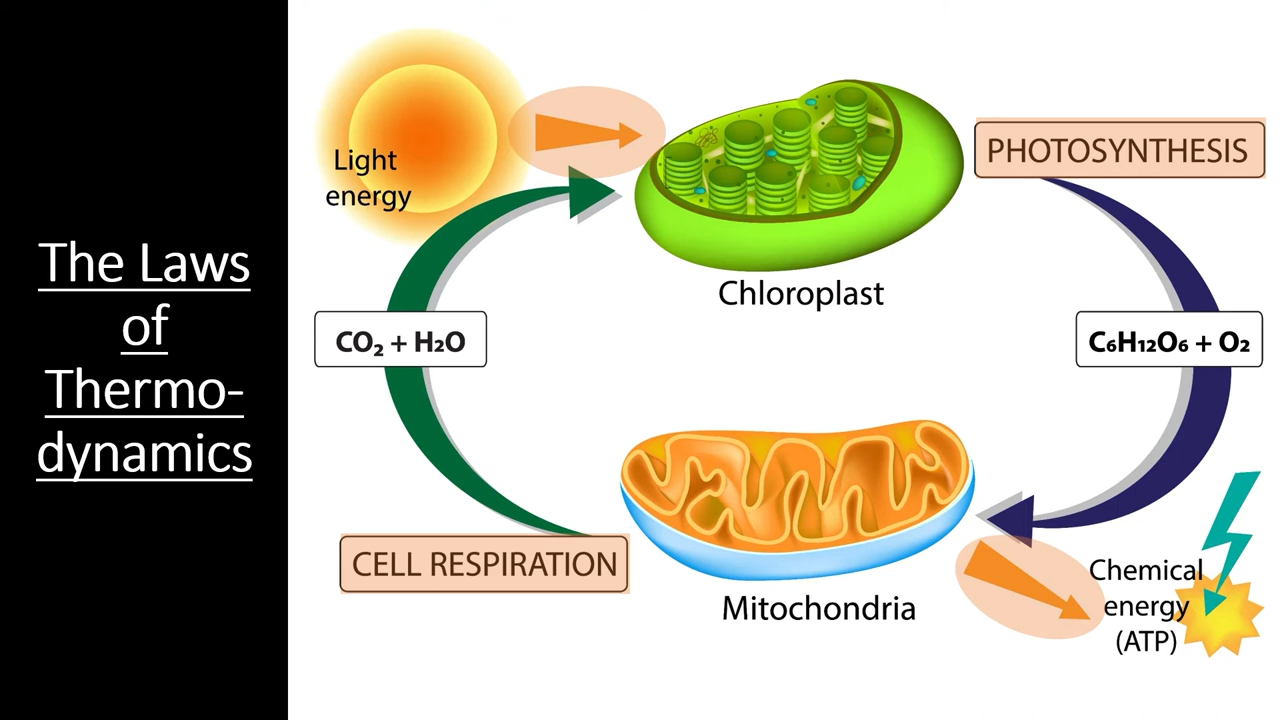 The Laws
of
Thermo-
dynamics
Light
energy
PHOTOSYNTHESIS
Chloroplast
CO₂ + H2O
C₆H₁₂O₆ + O₂
CELL RESPIRATION
Mitochondria
Chemical
energy
(ATP)